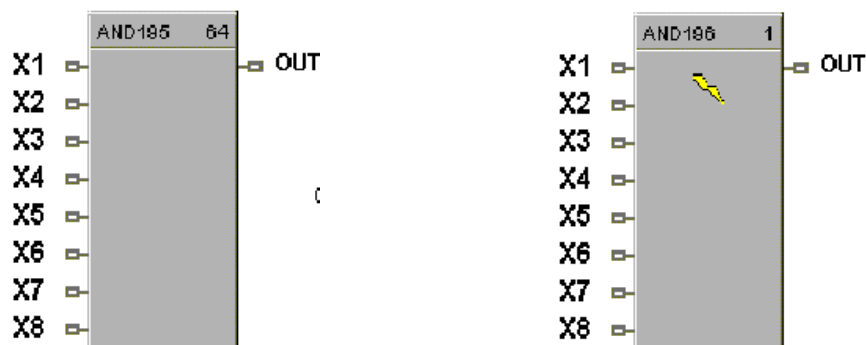 AND195 64
X1 OUT
X2
X3
X4
X5
X6
X7
X8
AND196 1
X1 OUT
X2
X3
X4
X5
X6
X7
X8